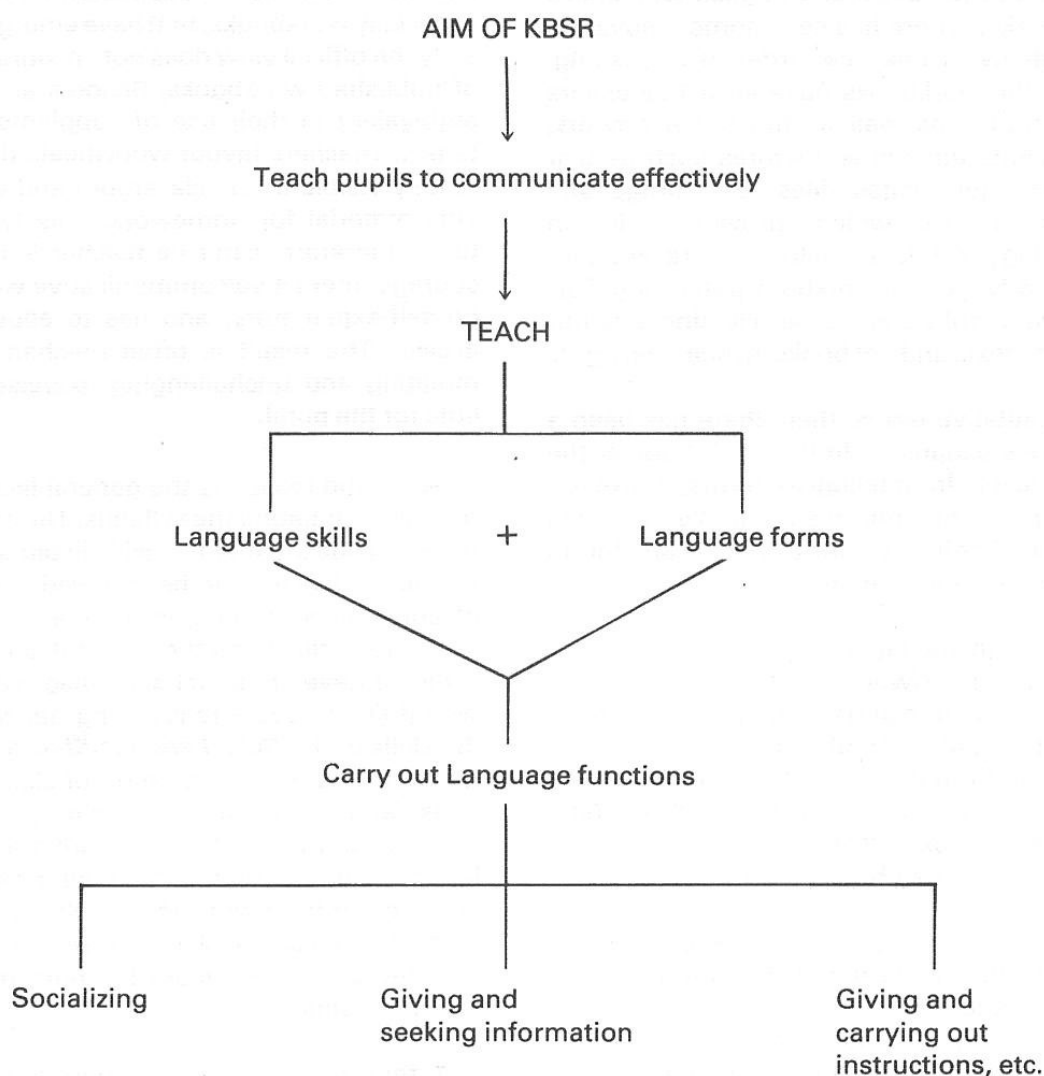 AIM OF KBSR
Teach pupils to communicate effectively
TEACH
Language skills + Language forms
Carry out Language functions
Socializing
Giving and
seeking information
Giving and
carrying out
instructions, etc.